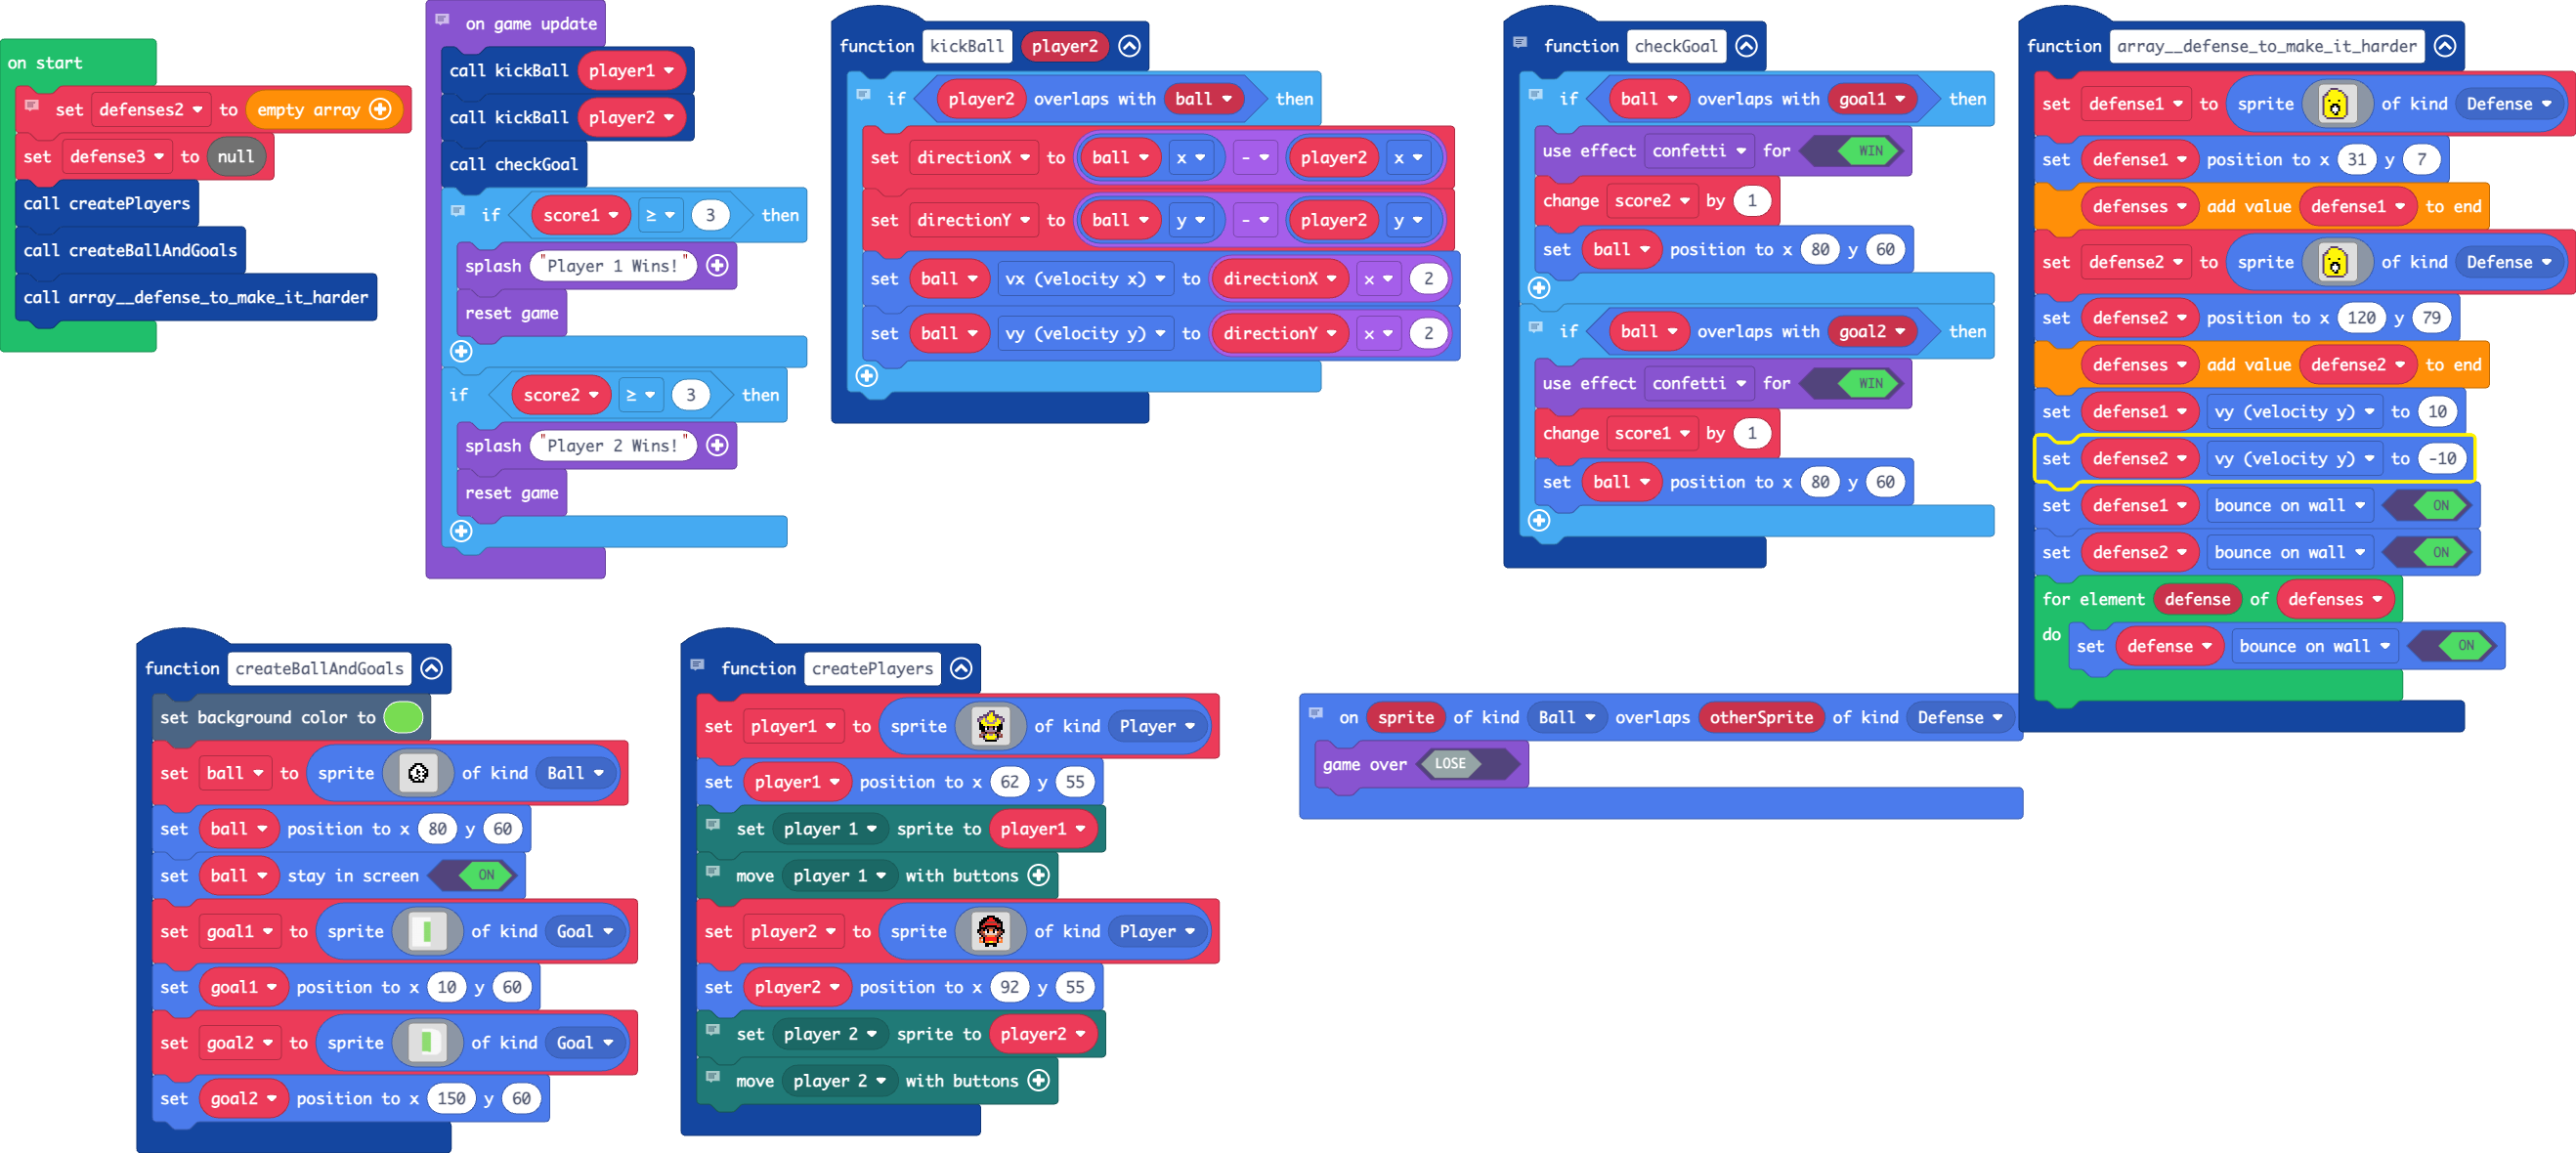 on start
set defenses2 to empty array
set defense3 to null
call createPlayers
call createBallAndGoals
call array__defense_to_make_it_harder
on game update
call kickBall player1
call kickBall player2
call checkGoal
if score1 ≥ 3 then
splash "Player 1 Wins!"
reset game
if score2 ≥ 3 then
splash "Player 2 Wins!"
reset game
function kickBall player2
if player2 overlaps with ball then
set directionX to ball x - player2 x
set directionY to ball y - player2 y
set ball vx (velocity x) to directionX x 2
set ball vy (velocity y) to directionY x 2
function checkGoal
if ball overlaps with goal1 then
use effect confetti for WIN
change score2 by 1
set ball position to x 80 y 60
if ball overlaps with goal2 then
use effect confetti for WIN
change score1 by 1
set ball position to x 80 y 60
function array__defense_to_make_it_harder
set defense1 to sprite of kind Defense
set defense1 position to x 31 y 7
defenses add value defense1 to end
set defense2 to sprite of kind Defense
set defense2 position to x 120 y 79
defenses add value defense2 to end
set defense1 vy (velocity y) to 10
set defense2 vy (velocity y) to -10
set defense1 bounce on wall ON
set defense2 bounce on wall ON
for element defense of defenses
do set defense bounce on wall ON
function createBallAndGoals
set background color to
set ball to sprite of kind Ball
set ball position to x 80 y 60
set ball stay in screen ON
set goal1 to sprite of kind Goal
set goal1 position to x 10 y 60
set goal2 to sprite of kind Goal
set goal2 position to x 150 y 60
function createPlayers
set player1 to sprite of kind Player
set player1 position to x 62 y 55
set player 1 sprite to player1
move player 1 with buttons
set player2 to sprite of kind Player
set player2 position to x 92 y 55
set player 2 sprite to player2
move player 2 with buttons
on sprite of kind Ball overlaps otherSprite of kind Defense
game over LOSE